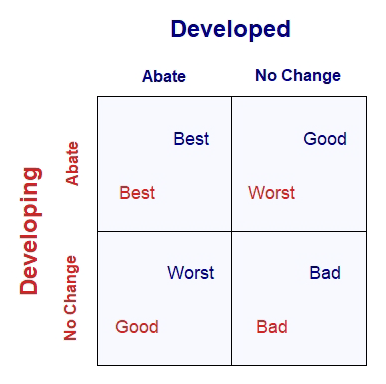 Developed
Abate
No Change
Developing
Abate
Best
Good
Best
Worst
No Change
Worst
Bad
Good
Bad